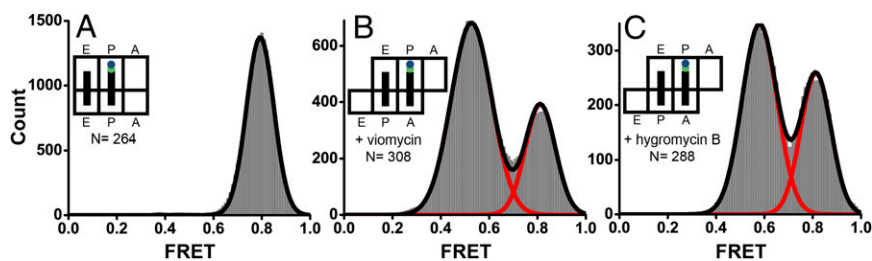 A
B
C
Count
1500
1000
500
0
E P A
E P A
N= 264
0.0 0.2 0.4 0.6 0.8 1.0
FRET
600
400
200
0
E P A
E P A
+ viomycin
N= 308
0.0 0.2 0.4 0.6 0.8 1.0
FRET
300
200
100
0
E P A
E P A
+ hygromycin B
N= 288
0.0 0.2 0.4 0.6 0.8 1.0
FRET